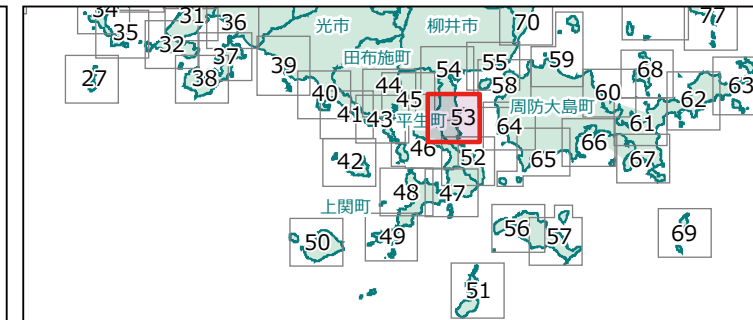 34 31 36 光市 柳井市 70 77
35 32 37 田布施町 54 55 59 68
27 38 39 44 58 63
40 45 周防大島町 60 62
41 43 平生町 53 64 61
42 46 52 65 66 67
48 47
上関町
50 49 56 57 69
51